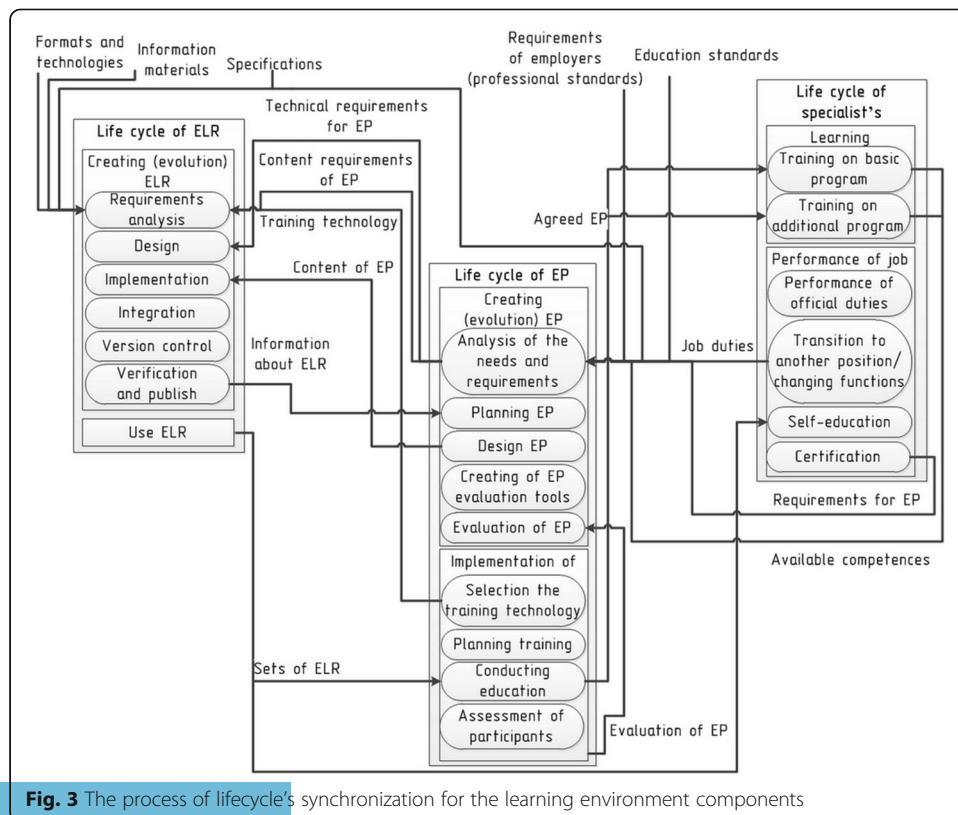 Formats and
technologies
Information
materials
Specifications
Requirements
of employers
(professional standards)
Education standards
Technical requirements
for EP
Content requirements
of EP
Training technology
Content of EP
Information
about ELR
Life cycle of ELR
Creating (evolution)
ELR
Requirements
analysis
Design
Implementation
Integration
Version control
Verification
and publish
Use ELR
Sets of ELR
Life cycle of EP
Creating
(evolution) EP
Analysis of the
needs and
requirements
Planning EP
Design EP
Creating of EP
evaluation tools
Evaluation of EP
Implementation of
Selection the
training technology
Planning training
Conducting
education
Assessment of
participants
Evaluation of EP
Agreed EP
Job duties
Life cycle of
specialist's
Learning
Training on basic
program
Training on
additional program
Performance of job
Performance of
official duties
Transition to
another position/
changing functions
Self-education
Certification
Requirements for EP
Available competences
Fig. 3 The process of lifecycle's synchronization for the learning environment components